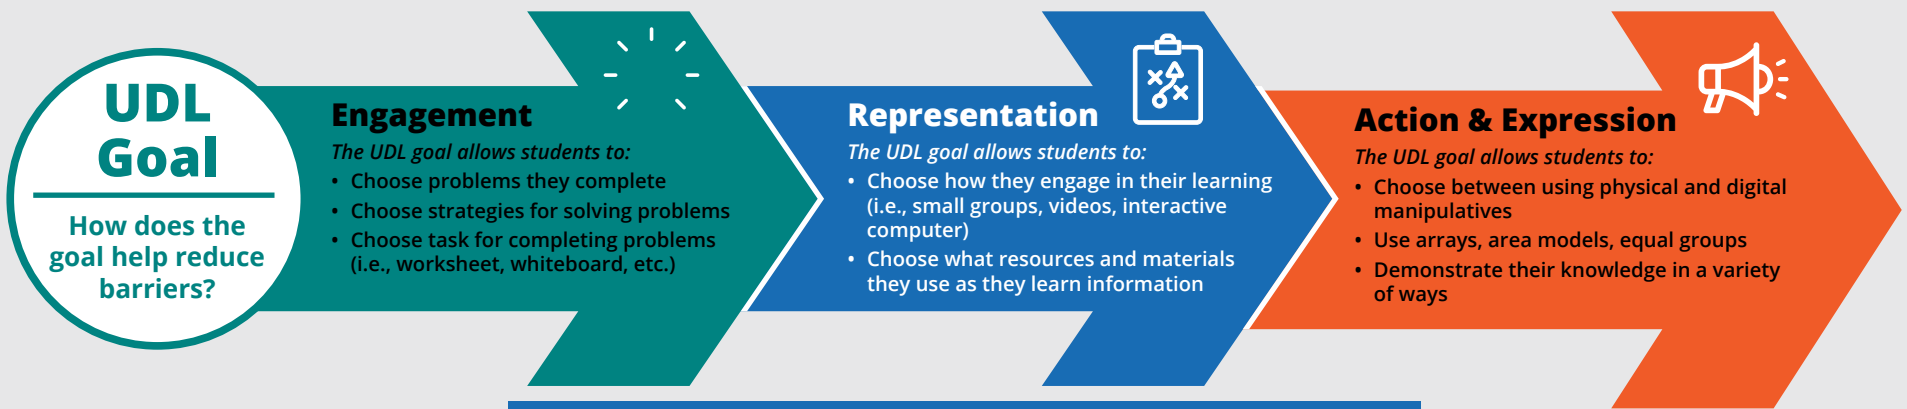 UDL
Goal
How does the
goal help reduce
barriers?
Engagement
The UDL goal allows students to:
• Choose problems they complete
• Choose strategies for solving problems
• Choose task for completing problems
(i.e., worksheet, whiteboard, etc.)
Representation
The UDL goal allows students to:
• Choose how they engage in their learning
(i.e., small groups, videos, interactive
computer)
• Choose what resources and materials
they use as they learn information
Action & Expression
The UDL goal allows students to:
• Choose between using physical and digital
manipulatives
• Use arrays, area models, equal groups
• Demonstrate their knowledge in a variety
of ways